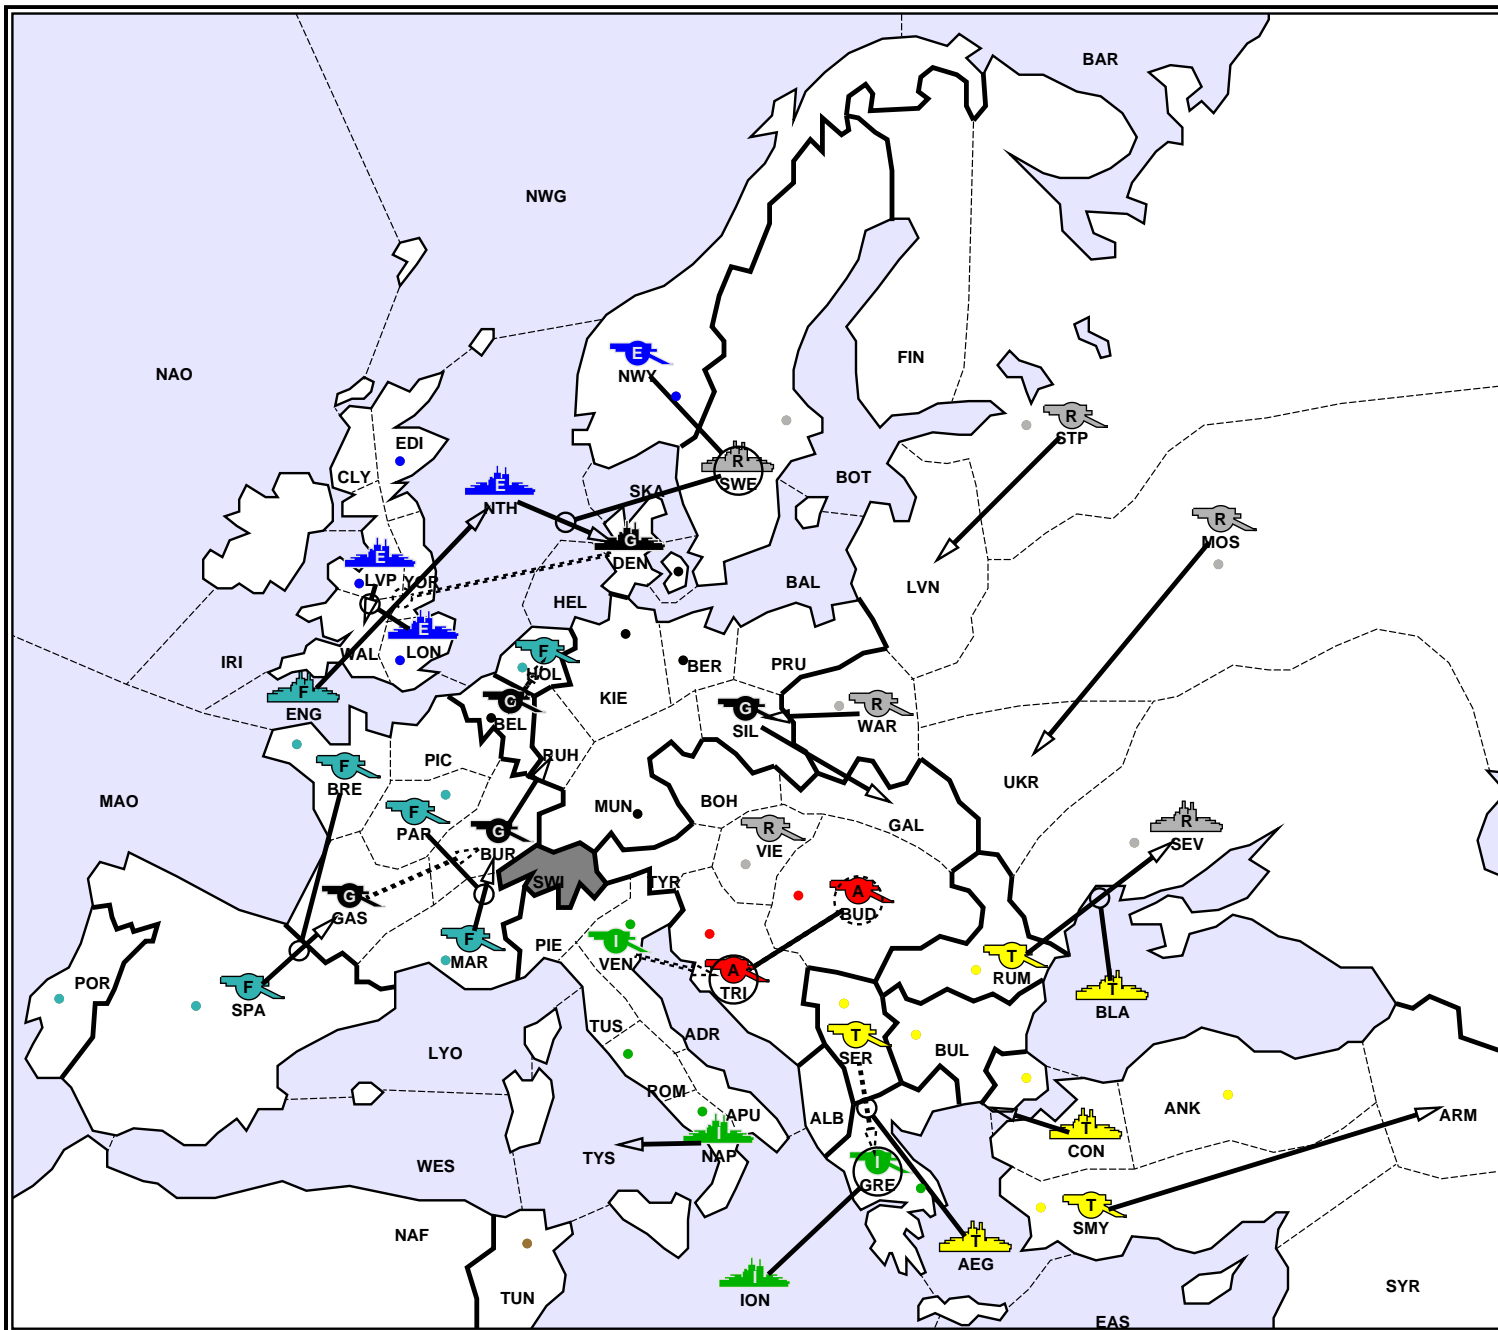 BAR
NWG
NAO
E
NWY
FIN
R
STP
EDI
CLY
E
NTH
SKA
R
SWE
BOT
R
MOS
E
LVP
YOR
G
DEN
BAL
LVN
HEL
E
LON
WAL
IRI
F
HOL
BER
PRU
F
ENG
G
BEL
KIE
G
SIL
R
WAR
PIC
RUH
F
BRE
UKR
MAO
MUN
BOH
GAL
F
PAR
G
BUR
R
VIE
R
SEV
SWI
TYR
G
GAS
A
BUD
F
MAR
PIE
I
VEN
T
RUM
POR
F
SPA
A
TRI
T
BLA
TUS
ADR
T
SER
BUL
LYO
ROM
APU
ALB
ANK
ARM
I
NAP
T
CON
TYS
WES
I
GRE
T
SMY
NAF
T
AEG
I
ION
TUN
SYR
EAS